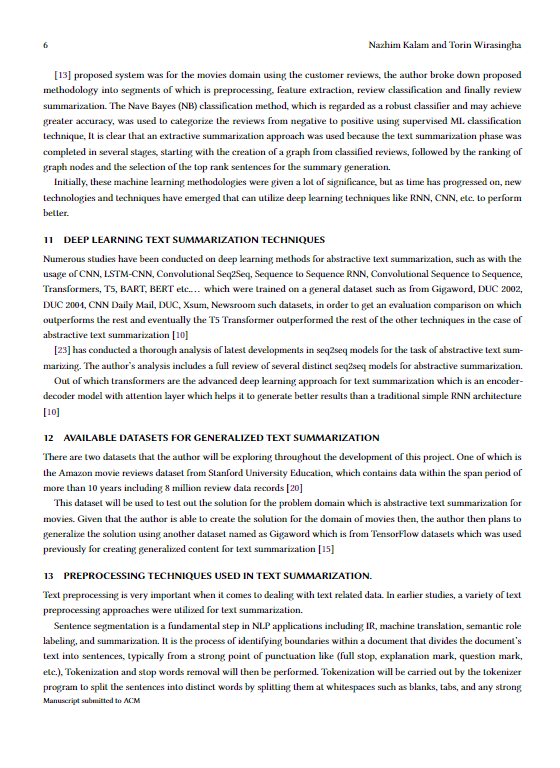 6
Nazhim Kalam and Torin Wirasingha
[13] proposed system was for the movies domain using the customer reviews, the author broke down proposed
methodology into segments of which is preprocessing, feature extraction, review classification and finally review
summarization. The Nave Bayes (NB) classification method, which is regarded as a robust classifier and may achieve
greater accuracy, was used to categorize the reviews from negative to positive using supervised ML classification
technique, It is clear that an extractive summarization approach was used because the text summarization phase was
completed in several stages, starting with the creation of a graph from classified reviews, followed by the ranking of
graph nodes and the selection of the top rank sentences for the summary generation.
Initially, these machine learning methodologies were given a lot of significance, but as time has progressed on, new
technologies and techniques have emerged that can utilize deep learning techniques like RNN, CNN, etc. to perform
better.
11 DEEP LEARNING TEXT SUMMARIZATION TECHNIQUES
Numerous studies have been conducted on deep learning methods for abstractive text summarization, such as with the
usage of CNN, LSTM-CNN, Convolutional Seq2Seq, Sequence to Sequence RNN, Convolutional Sequence to Sequence,
Transformers, T5, BART, BERT etc.... which were trained on a general dataset such as from Gigaword, DUC 2002,
DUC 2004, CNN Daily Mail, DUC, Xsum, Newsroom such datasets, in order to get an evaluation comparison on which
outperforms the rest and eventually the T5 Transformer outperformed the rest of the other techniques in the case of
abstractive text summarization [10]
[23] has conducted a thorough analysis of latest developments in seq2seq models for the task of abstractive text sum-
marizing. The author's analysis includes a full review of several distinct seq2seq models for abstractive summarization.
Out of which transformers are the advanced deep learning approach for text summarization which is an encoder-
decoder model with attention layer which helps it to generate better results than a traditional simple RNN architecture
[10]
12 AVAILABLE DATASETS FOR GENERALIZED TEXT SUMMARIZATION
There are two datasets that the author will be exploring throughout the development of this project. One of which is
the Amazon movie reviews dataset from Stanford University Education, which contains data within the span period of
more than 10 years including 8 million review data records [20]
This dataset will be used to test out the solution for the problem domain which is abstractive text summarization for
movies. Given that the author is able to create the solution for the domain of movies then, the author then plans to
generalize the solution using another dataset named as Gigaword which is from TensorFlow datasets which was used
previously for creating generalized content for text summarization [15]
13 PREPROCESSING TECHNIQUES USED IN TEXT SUMMARIZATION.
Text preprocessing is very important when it comes to dealing with text related data. In earlier studies, a variety of text
preprocessing approaches were utilized for text summarization.
Sentence segmentation is a fundamental step in NLP applications including IR, machine translation, semantic role
labeling, and summarization. It is the process of identifying boundaries within a document that divides the document's
text into sentences, typically from a strong point of punctuation like (full stop, explanation mark, question mark,
etc.), Tokenization and stop words removal will then be performed. Tokenization will be carried out by the tokenizer
program to split the sentences into distinct words by splitting them at whitespaces such as blanks, tabs, and any strong
Manuscript submitted to ACM